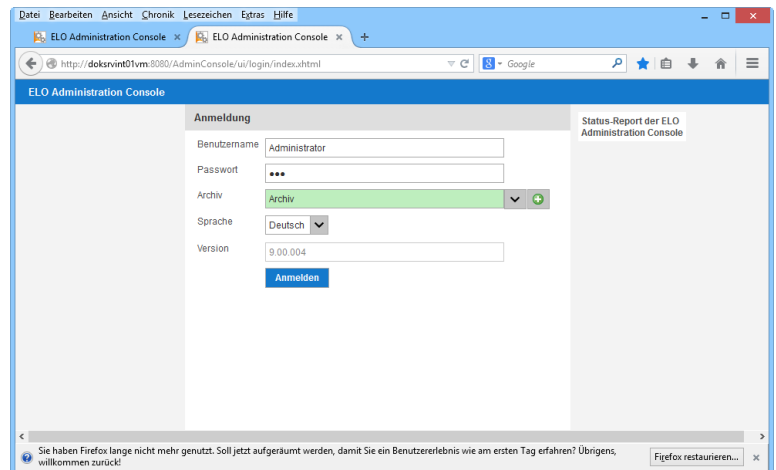 Datei Bearbeiten Ansicht Chronik Lesezeichen Extras Hilfe
ELO Administration Console × ELO Administration Console × +
http://doksrvint01vm:8080/AdminConsole/ui/login/index.xhtml Google
ELO Administration Console
Anmeldung
Status-Report der ELO
Administration Console
Benutzername Administrator
Passwort •••
Archiv Archiv
Sprache Deutsch
Version 9.00.004
Anmelden
Sie haben Firefox lange nicht mehr genutzt. Soll jetzt aufgeräumt werden, damit Sie ein Benutzererlebnis wie am ersten Tag erfahren? Übrigens,
willkommen zurück!
Firefox restaurieren...